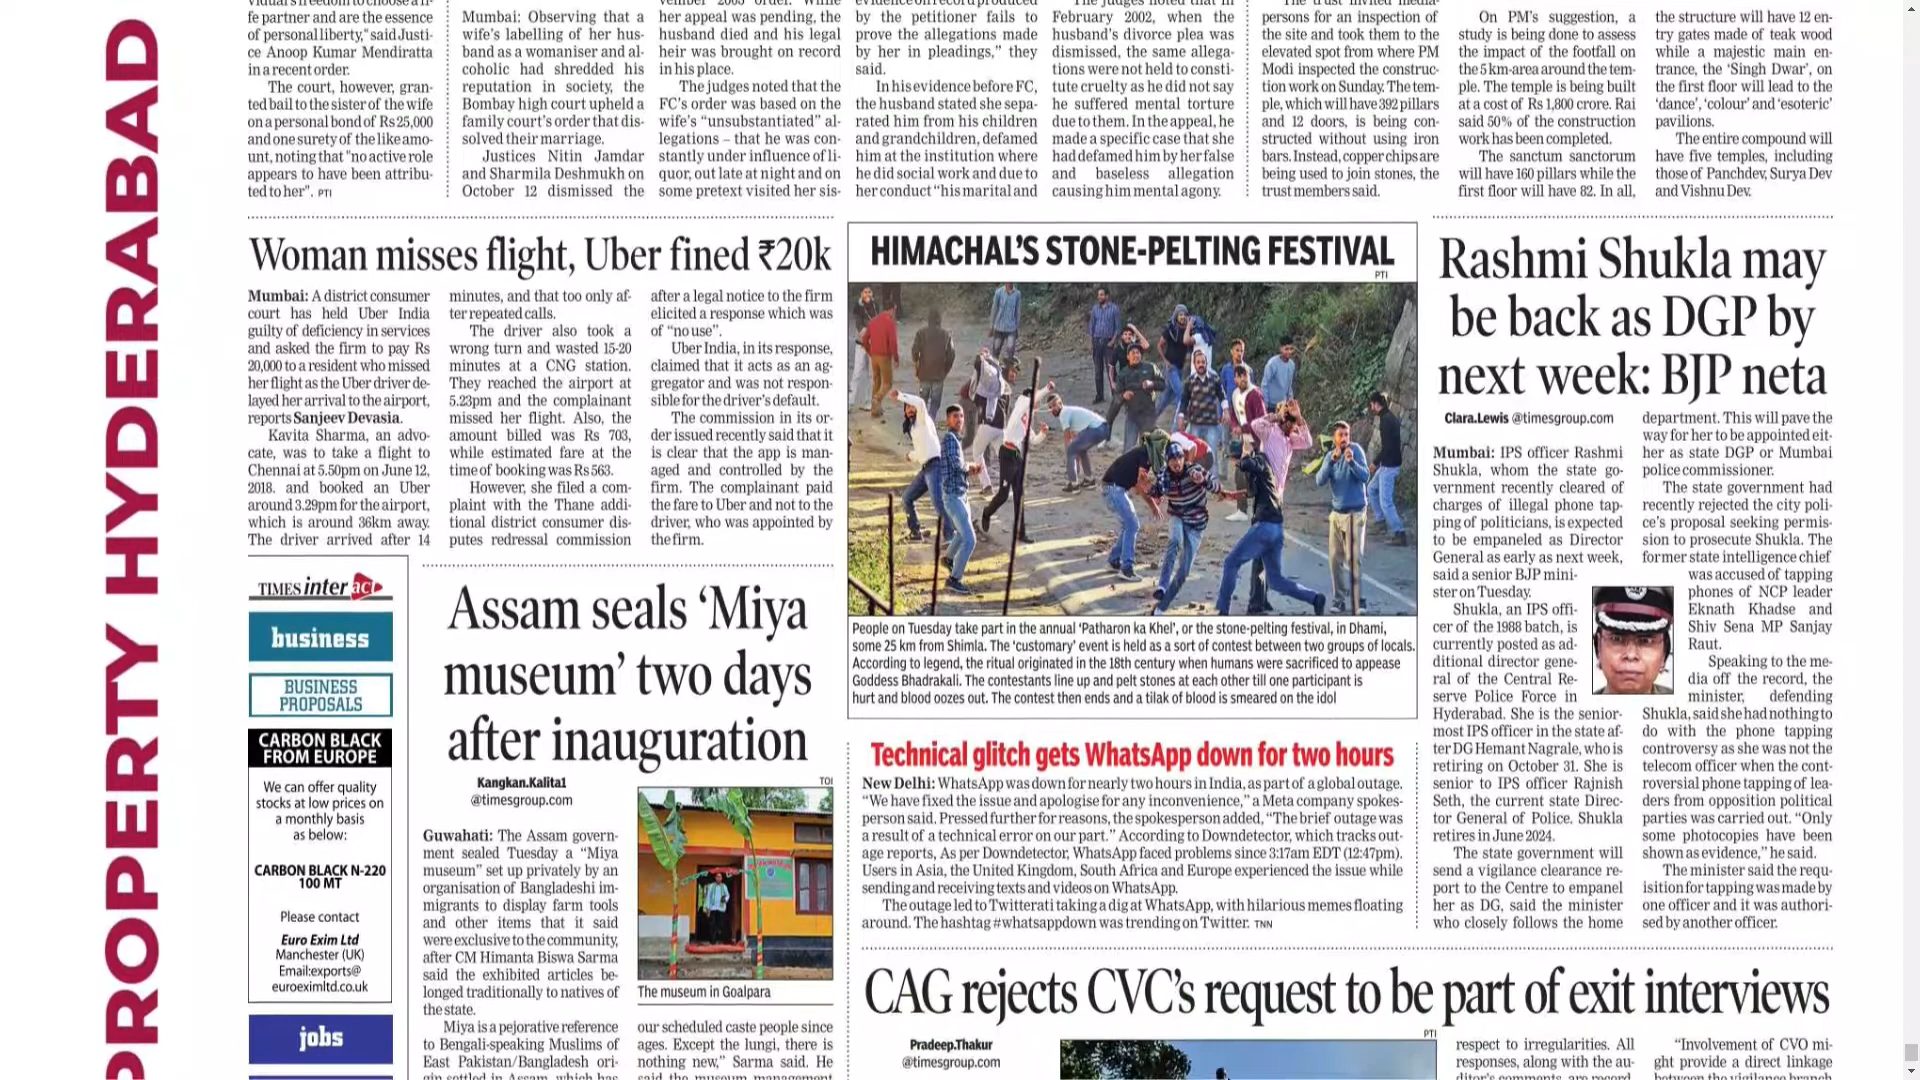 PROPERTY HYDERABAD
fe partner and are the essence
of personal liberty," said Justi-
ce Anoop Kumar Mendiratta
in a recent order.
The court, however, gran-
ted bail to the sister of the wife
on a personal bond of Rs 25,000
and one surety of the like amo-
unt, noting that "no active role
appears to have been attribu-
ted to her". PTI
Mumbai: Observing that a
wife's labelling of her hus-
band as a womaniser and al-
coholic had shredded his
reputation in society, the
Bombay high court upheld a
family court's order that dis-
solved their marriage.
Justices Nitin Jamdar
and Sharmila Deshmukh on
October 12 dismissed the
her appeal was pending, the
husband died and his legal
heir was brought on record
in his place.
The judges noted that the
FC's order was based on the
wife's "unsubstantiated" al-
legations – that he was con-
stantly under influence of li-
quor, out late at night and on
some pretext visited her sis-
by the petitioner fails to
prove the allegations made
by her in pleadings," they
said.
In his evidence before FC,
the husband stated she sepa-
rated him from his children
and grandchildren, defamed
him at the institution where
he did social work and due to
her conduct "his marital and
February 2002, when the
husband's divorce plea was
dismissed, the same allega-
tions were not held to consti-
tute cruelty as he did not say
he suffered mental torture
due to them. In the appeal, he
made a specific case that she
had defamed him by her false
and baseless allegation
causing him mental agony.
persons for an inspection of
the site and took them to the
elevated spot from where PM
Modi inspected the construc-
tion work on Sunday. The tem-
ple, which will have 392 pillars
and 12 doors, is being con-
structed without using iron
bars. Instead, copper chips are
being used to join stones, the
trust members said.
On PM's suggestion, a
study is being done to assess
the impact of the footfall on
the 5 km-area around the tem-
ple. The temple is being built
at a cost of Rs 1,800 crore. Rai
said 50% of the construction
work has been completed.
The sanctum sanctorum
will have 160 pillars while the
first floor will have 82. In all,
the structure will have 12 en-
try gates made of teak wood
while a majestic main en-
trance, the 'Singh Dwar', on
the first floor will lead to the
'dance', 'colour' and 'esoteric'
pavilions.
The entire compound will
have five temples, including
those of Panchdev, Surya Dev
and Vishnu Dev.
Woman misses flight, Uber fined ₹20k
Mumbai: A district consumer
court has held Uber India
guilty of deficiency in services
and asked the firm to pay Rs
20,000 to a resident who missed
her flight as the Uber driver de-
layed her arrival to the airport,
reports Sanjeev Devasia.
Kavita Sharma, an advo-
cate, was to take a flight to
Chennai at 5.50pm on June 12,
2018. and booked an Uber
around 3.29pm for the airport,
which is around 36km away.
The driver arrived after 14
minutes, and that too only af-
ter repeated calls.
The driver also took a
wrong turn and wasted 15-20
minutes at a CNG station.
They reached the airport at
5.23pm and the complainant
missed her flight. Also, the
amount billed was Rs 703,
while estimated fare at the
time of booking was Rs 563.
However, she filed a com-
plaint with the Thane addi-
tional district consumer dis-
putes redressal commission
after a legal notice to the firm
elicited a response which was
of "no use".
Uber India, in its response,
claimed that it acts as an ag-
gregator and was not respon-
sible for the driver's default.
The commission in its or-
der issued recently said that it
is clear that the app is man-
aged and controlled by the
firm. The complainant paid
the fare to Uber and not to the
driver, who was appointed by
the firm.
HIMACHAL'S STONE-PELTING FESTIVAL
PTI
People on Tuesday take part in the annual 'Patharon ka Khel', or the stone-pelting festival, in Dhami,
some 25 km from Shimla. The 'customary' event is held as a sort of contest between two groups of locals.
According to legend, the ritual originated in the 18th century when humans were sacrificed to appease
Goddess Bhadrakali. The contestants line up and pelt stones at each other till one participant is
hurt and blood oozes out. The contest then ends and a tilak of blood is smeared on the idol
Rashmi Shukla may
be back as DGP by
next week: BJP neta
Clara.Lewis @timesgroup.com
Mumbai: IPS officer Rashmi
Shukla, whom the state go-
vernment recently cleared of
charges of illegal phone tap-
ping of politicians, is expected
to be empaneled as Director
General as early as next week,
said a senior BJP mini-
ster on Tuesday.
Shukla, an IPS offi-
cer of the 1988 batch, is
currently posted as ad-
ditional director gene-
ral of the Central Re-
serve Police Force in
Hyderabad. She is the senior-
most IPS officer in the state af-
ter DG Hemant Nagrale, who is
retiring on October 31. She is
senior to IPS officer Rajnish
Seth, the current state Direc-
tor General of Police. Shukla
retires in June 2024.
The state government will
send a vigilance clearance re-
port to the Centre to empanel
her as DG, said the minister
who closely follows the home
department. This will pave the
way for her to be appointed eit-
her as state DGP or Mumbai
police commissioner.
The state government had
recently rejected the city poli-
ce's proposal seeking permis-
sion to prosecute Shukla. The
former state intelligence chief
was accused of tapping
phones of NCP leader
Eknath Khadse and
Shiv Sena MP Sanjay
Raut.
Speaking to the me-
dia off the record, the
minister, defending
Shukla, said she had nothing to
do with the phone tapping
controversy as she was not the
telecom officer when the cont-
roversial phone tapping of lea-
ders from opposition political
parties was carried out. "Only
some photocopies have been
shown as evidence," he said.
The minister said the requ-
isition for tapping was made by
one officer and it was authori-
sed by another officer.
TIMES inter act
business
BUSINESS
PROPOSALS
CARBON BLACK
FROM EUROPE
We can offer quality
stocks at low prices on
a monthly basis
as below:
CARBON BLACK N-220
100 MT
Please contact
Euro Exim Ltd
Manchester (UK)
Email:exports@
euroeximltd.co.uk
jobs
Assam seals 'Miya
museum' two days
after inauguration
Kangkan.Kalita1
@timesgroup.com
Guwahati: The Assam govern-
ment sealed Tuesday a "Miya
museum" set up privately by an
organisation of Bangladeshi im-
migrants to display farm tools
and other items that it said
were exclusive to the community,
after CM Himanta Biswa Sarma
said the exhibited articles be-
longed traditionally to natives of
the state.
Miya is a pejorative reference
to Bengali-speaking Muslims of
East Pakistan/Bangladesh ori-
gin settled in Assam, which has
TOI
The museum in Goalpara
our scheduled caste people since
ages. Except the lungi, there is
nothing new," Sarma said. He
said the museum management
Technical glitch gets WhatsApp down for two hours
New Delhi: WhatsApp was down for nearly two hours in India, as part of a global outage.
"We have fixed the issue and apologise for any inconvenience," a Meta company spokes-
person said. Pressed further for reasons, the spokesperson added, "The brief outage was
a result of a technical error on our part." According to Downdetector, which tracks out-
age reports, As per Downdetector, WhatsApp faced problems since 3:17am EDT (12:47pm).
Users in Asia, the United Kingdom, South Africa and Europe experienced the issue while
sending and receiving texts and videos on WhatsApp.
The outage led to Twitterati taking a dig at WhatsApp, with hilarious memes floating
around. The hashtag #whatsappdown was trending on Twitter. TNN
CAG rejects CVC's request to be part of exit interviews
Pradeep.Thakur
@timesgroup.com
PTI
respect to irregularities. All
responses, along with the au-
ditor's comments, are record
"Involvement of CVO mi-
ght provide a direct linkage
between the vigilance branch